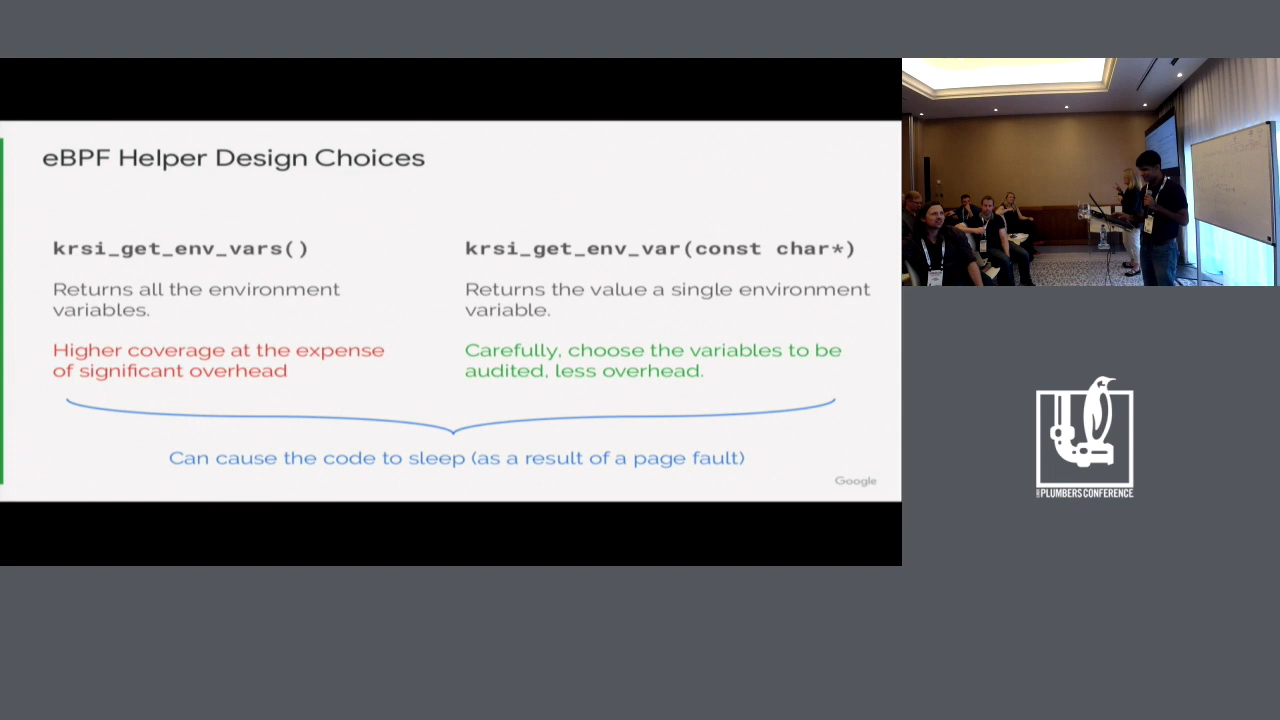 eBPF Helper Design Choices
krsi_get_env_vars()
Returns all the environment
variables.
Higher coverage at the expense
of significant overhead
krsi_get_env_var(const char*)
Returns the value a single environment
variable.
Carefully, choose the variables to be
audited, less overhead.
Can cause the code to sleep (as a result of a page fault)
Google
PLUMBERS CONFERENCE